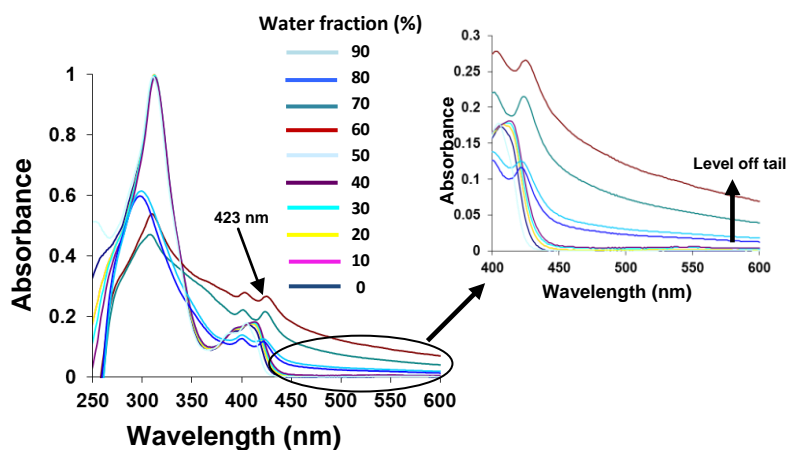 Water fraction (%)
90
80
70
60
50
40
30
20
10
0
423 nm
Absorbance
1
0.8
0.6
0.4
0.2
0
250 300 350 400 450 500 550 600
Wavelength (nm)
0.3
0.25
0.2
0.15
0.1
0.05
0
Absorbance
Level off tail
400 450 500 550 600
Wavelength (nm)